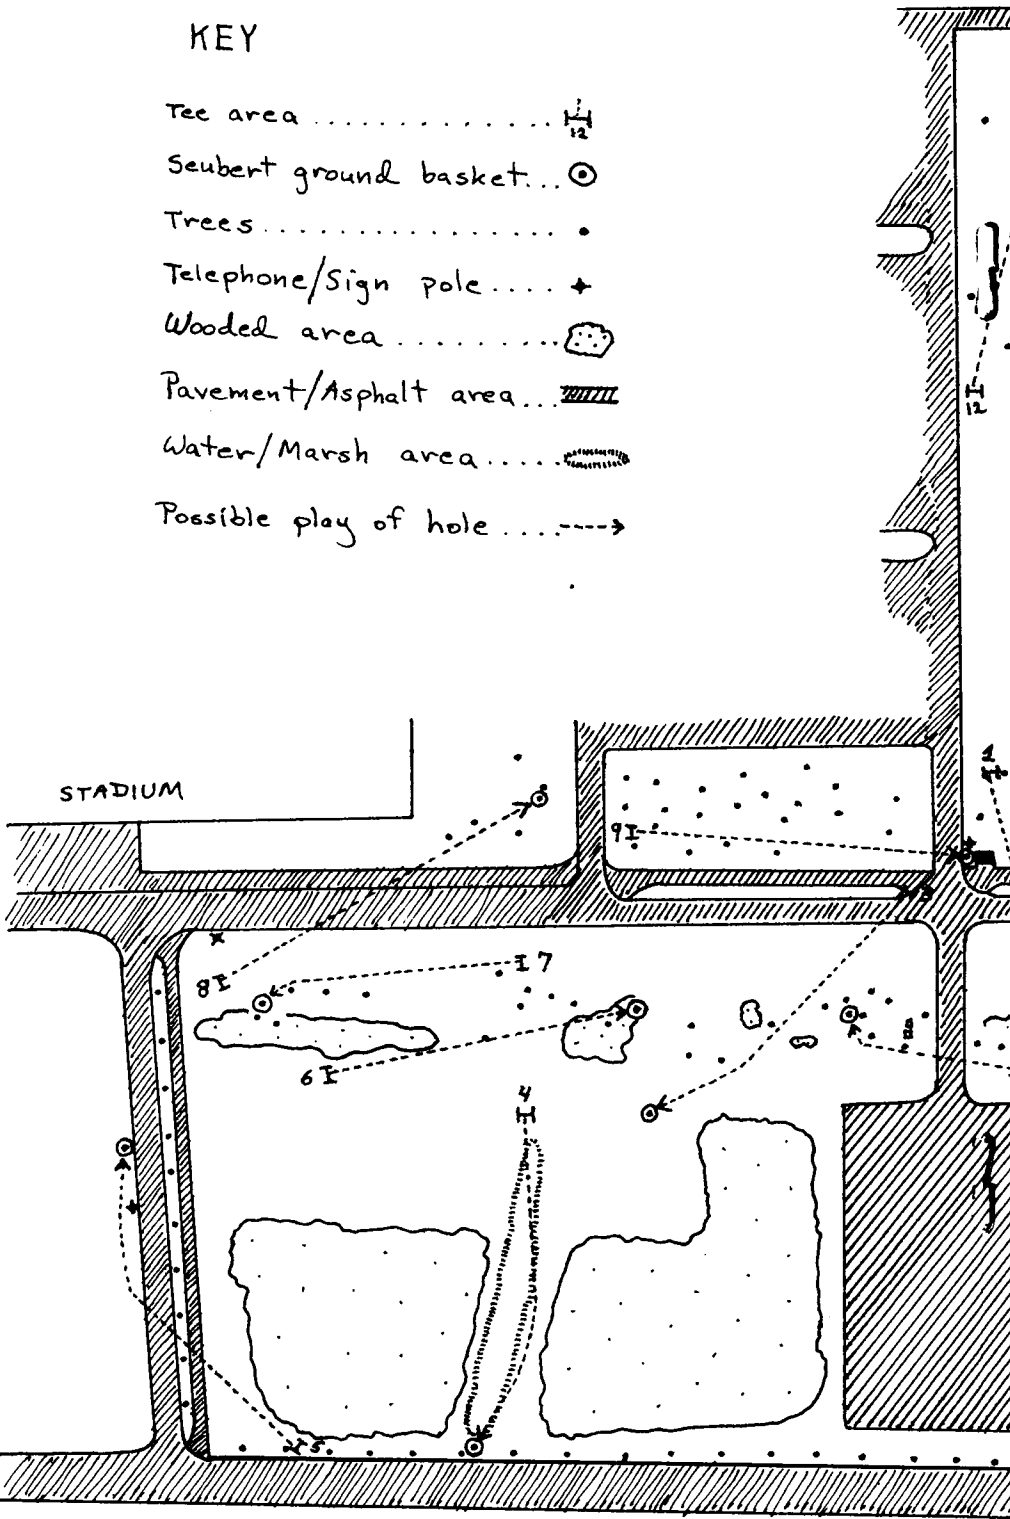 KEY
Tee area ............. 12
Seubert ground basket...
Trees ................
Telephone/Sign pole....
Wooded area .........
Pavement/Asphalt area...
Water/Marsh area.....
Possible play of hole ....
12
STADIUM
9
8
7
6
4
5